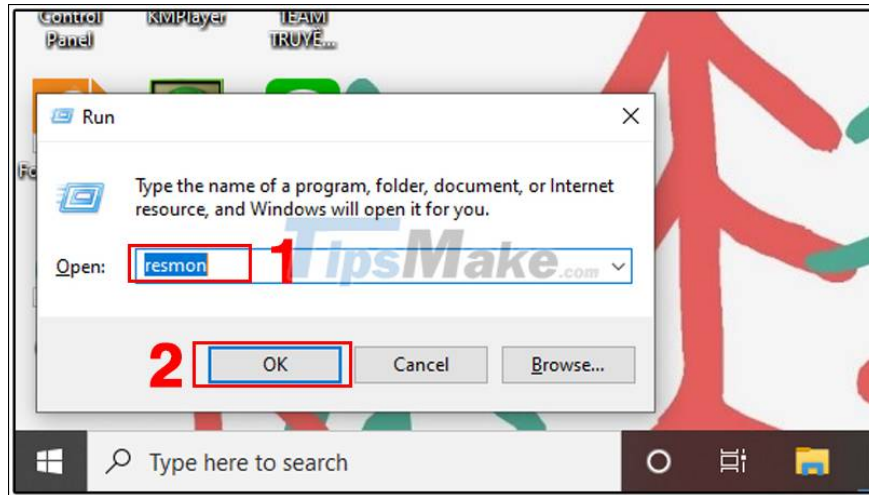 Control
Panel
KMPlayer
TEAM
TRUYỀ...
Run
Type the name of a program, folder, document, or Internet
resource, and Windows will open it for you.
Open:
resmon
1
TipsMake.com
2
OK
Cancel
Browse...
Type here to search